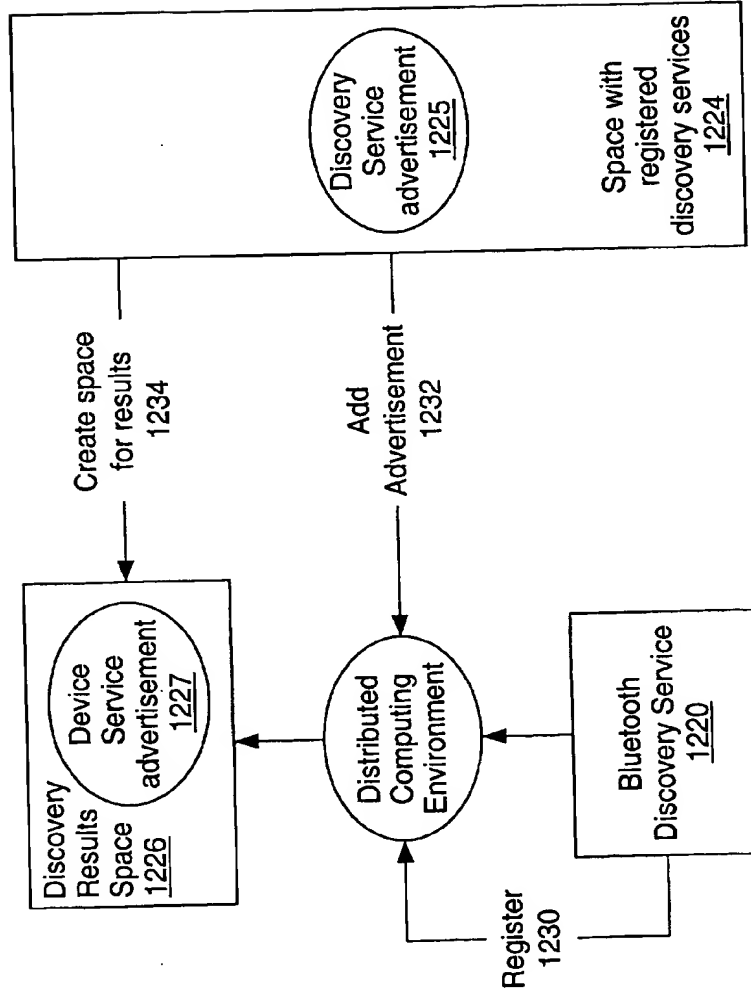 Discovery
Results
Space
1226
Device
Service
advertisement
1227
Create space
for results
1234
Distributed
Computing
Environment
Add
Advertisement
1232
Discovery
Service
advertisement
1225
Space with
registered
discovery services
1224
Register
1230
Bluetooth
Discovery Service
1220